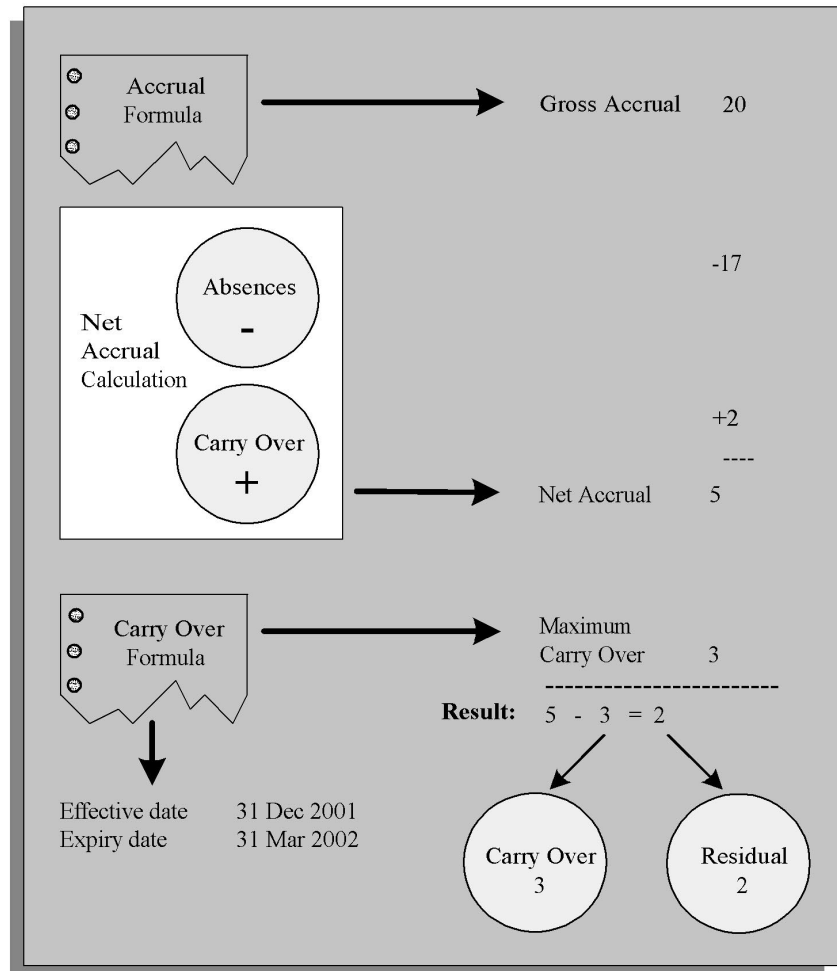 Accrual
Formula
Gross Accrual 20
Absences
-
-17
Net
Accrual
Calculation
Carry Over
+
+2
----
Net Accrual 5
Carry Over
Formula
Maximum
Carry Over 3
-----------------------
Result: 5 - 3 = 2
Effective date 31 Dec 2001
Expiry date 31 Mar 2002
Carry Over
3
Residual
2